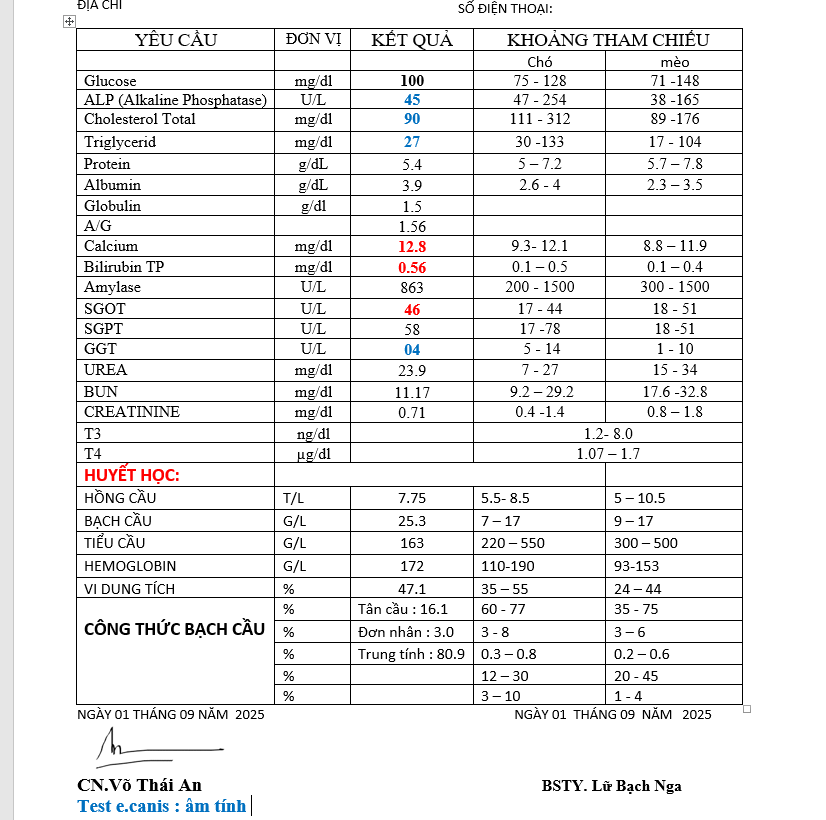 ĐỊA CHỈ SỐ ĐIỆN THOẠI:
YÊU CẦU ĐƠN VỊ KẾT QUẢ KHOẢNG THAM CHIẾU
Chó mèo
Glucose mg/dl 100 75 - 128 71 -148
ALP (Alkaline Phosphatase) U/L 45 47 - 254 38 -165
Cholesterol Total mg/dl 90 111 - 312 89 -176
Triglycerid mg/dl 27 30 -133 17 - 104
Protein g/dL 5.4 5 – 7.2 5.7 – 7.8
Albumin g/dL 3.9 2.6 - 4 2.3 – 3.5
Globulin g/dl 1.5
A/G 1.56
Calcium mg/dl 12.8 9.3- 12.1 8.8 – 11.9
Bilirubin TP mg/dl 0.56 0.1 – 0.5 0.1 – 0.4
Amylase U/L 863 200 - 1500 300 - 1500
SGOT U/L 46 17 - 44 18 - 51
SGPT U/L 58 17 -78 18 -51
GGT U/L 04 5 - 14 1 - 10
UREA mg/dl 23.9 7 - 27 15 - 34
BUN mg/dl 11.17 9.2 – 29.2 17.6 -32.8
CREATININE mg/dl 0.71 0.4 -1.4 0.8 – 1.8
T3 ng/dl 1.2- 8.0
T4 µg/dl 1.07 – 1.7
HUYẾT HỌC:
HỒNG CẦU T/L 7.75 5.5- 8.5 5 – 10.5
BẠCH CẦU G/L 25.3 7 – 17 9 – 17
TIỂU CẦU G/L 163 220 – 550 300 – 500
HEMOGLOBIN G/L 172 110-190 93-153
VI DUNG TÍCH % 47.1 35 – 55 24 – 44
CÔNG THỨC BẠCH CẦU % Tân cầu : 16.1 60 - 77 35 - 75
% Đơn nhân : 3.0 3 - 8 3 – 6
% Trung tính : 80.9 0.3 – 0.8 0.2 – 0.6
% 12 – 30 20 - 45
% 3 – 10 1 - 4
NGÀY 01 THÁNG 09 NĂM 2025 NGÀY 01 THÁNG 09 NĂM 2025
CN.Võ Thái An BSTY. Lữ Bạch Nga
Test e.canis : âm tính